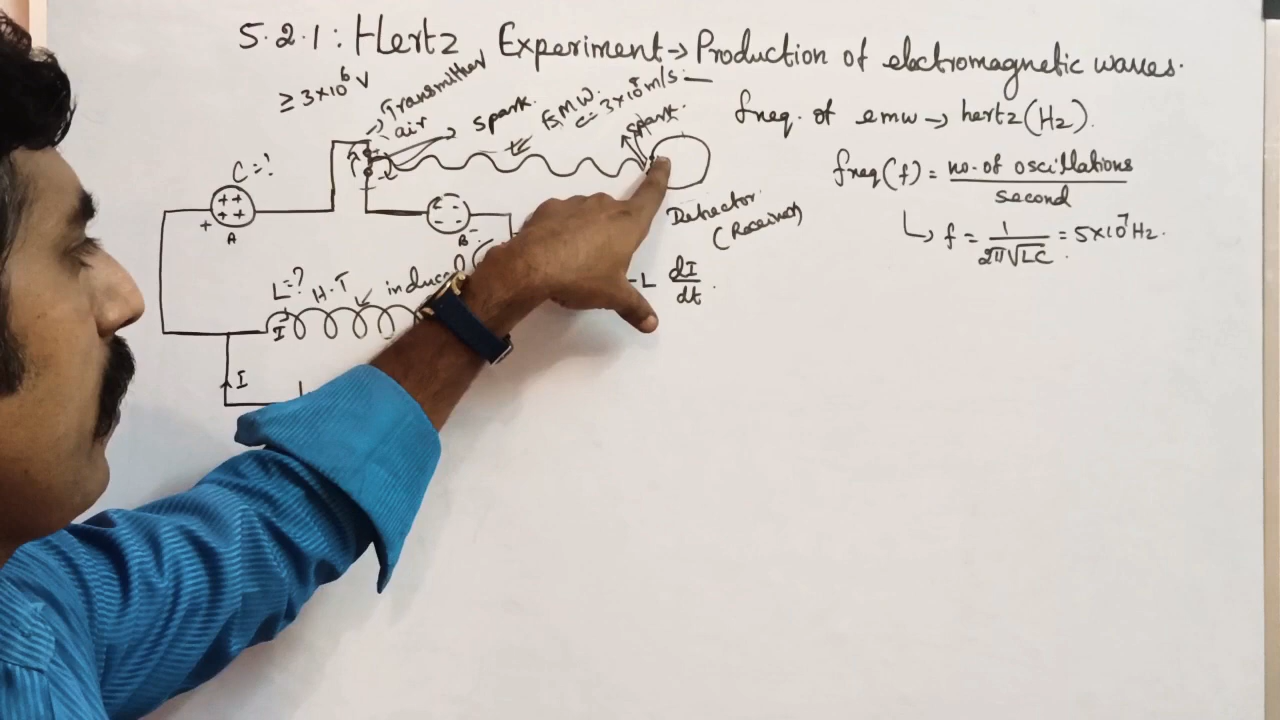 5.2.1: Hertz Experiment → Production of electromagnetic waves.
≥ 3×10⁶ V
Transmitter
air
spark.
EMW.
c = 3×10⁸ m/s.
spark.
freq. of emw → hertz (Hz).
C=?
freq (f) = no. of oscillations / second
++
++
+
A
B
-
Detector
(Receiver)
f = 1 / 2π√LC = 5×10⁷ Hz.
L=?
H.T
induced
-L dI/dt.
I
I